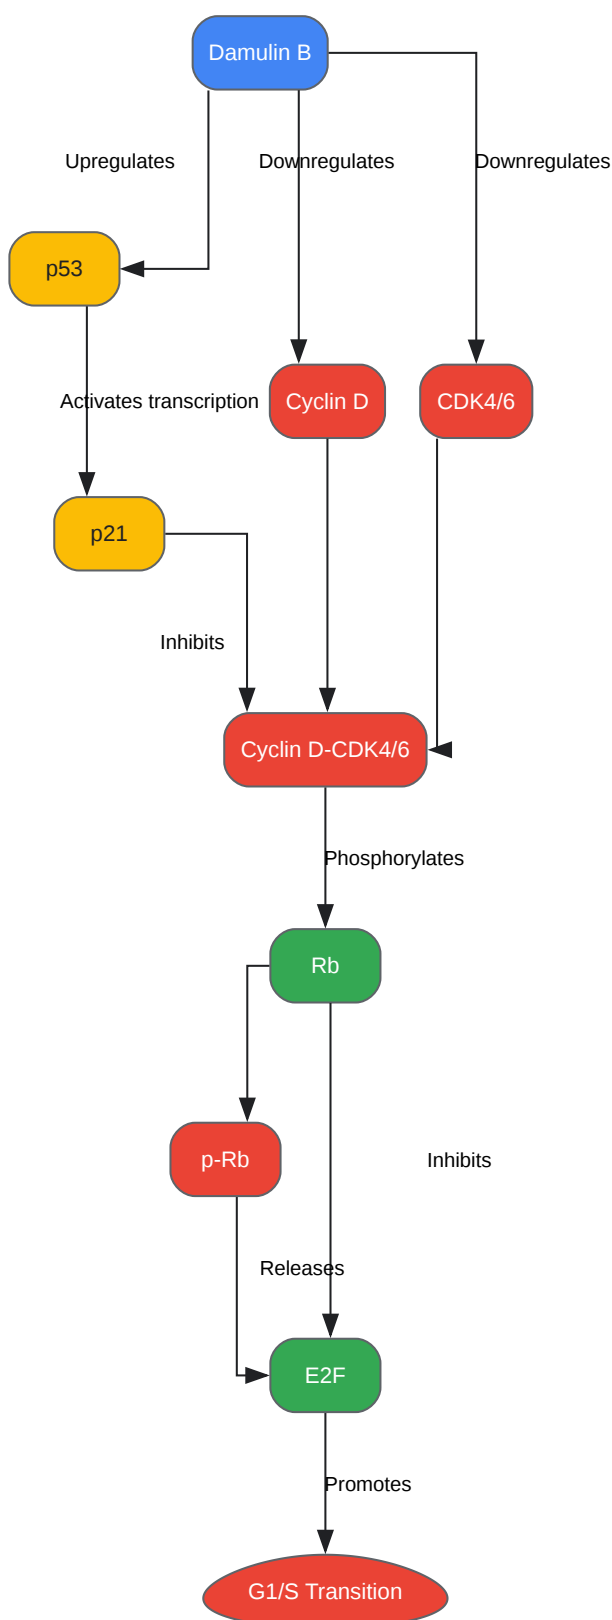 Damulin B
Upregulates
Downregulates
Downregulates
p53
Activates transcription
Cyclin D
CDK4/6
p21
Inhibits
Cyclin D-CDK4/6
Phosphorylates
Rb
p-Rb
Inhibits
Releases
E2F
Promotes
G1/S Transition